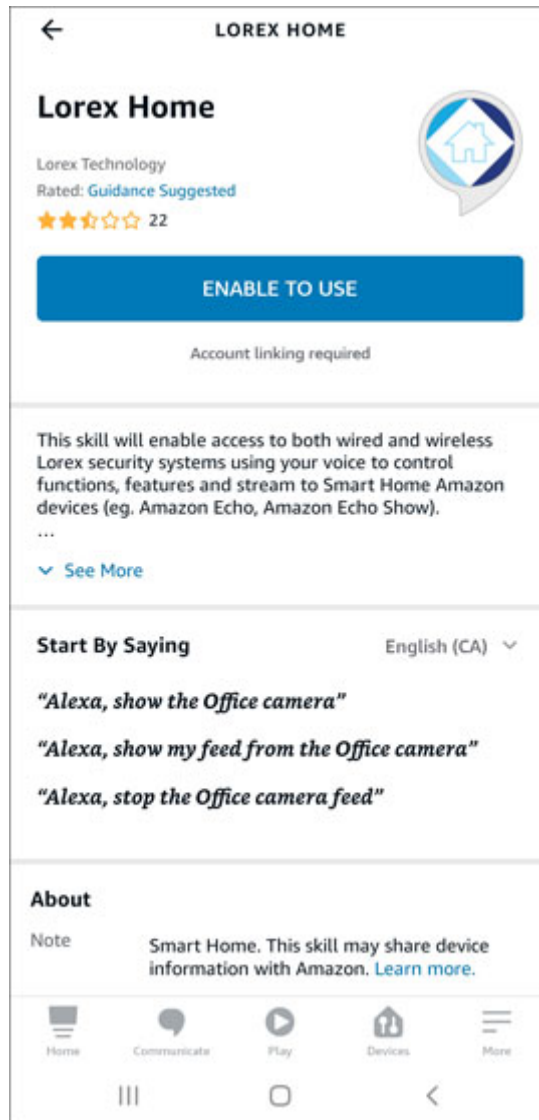 LOREX HOME
Lorex Home
Lorex Technology
Rated: Guidance Suggested
22
ENABLE TO USE
Account linking required
This skill will enable access to both wired and wireless
Lorex security systems using your voice to control
functions, features and stream to Smart Home Amazon
devices (eg. Amazon Echo, Amazon Echo Show).
...
See More
Start By Saying English (CA)
“Alexa, show the Office camera”
“Alexa, show my feed from the Office camera”
“Alexa, stop the Office camera feed”
About
Note Smart Home. This skill may share device
information with Amazon. Learn more.
Home Communicate Play Devices More